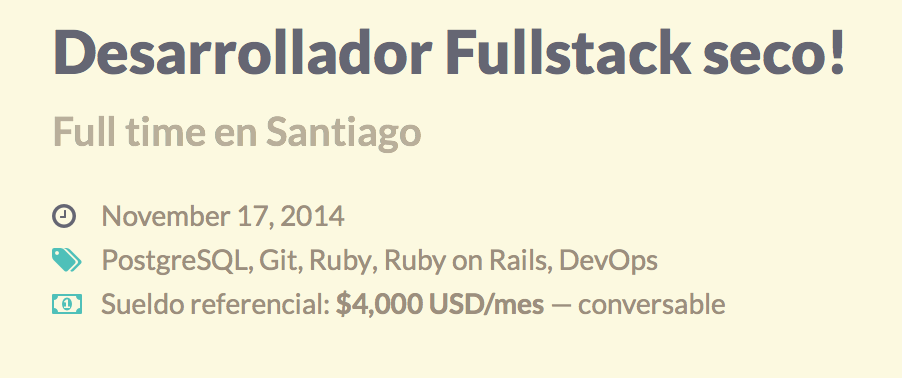 Desarrollador Fullstack seco!
Full time en Santiago
November 17, 2014
PostgreSQL, Git, Ruby, Ruby on Rails, DevOps
Sueldo referencial: $4,000 USD/mes — conversable